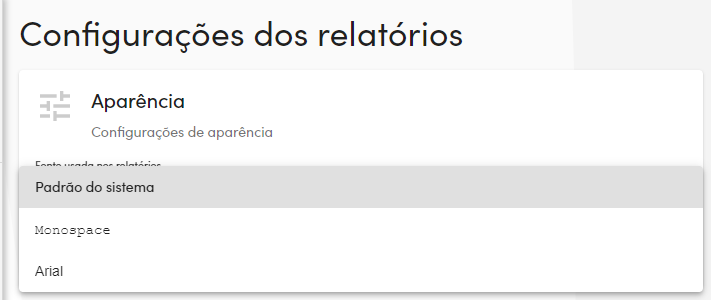 Configurações dos relatórios
Aparência
Configurações de aparência
Fonte usada nos relatórios
Padrão do sistema
Monospace
Arial